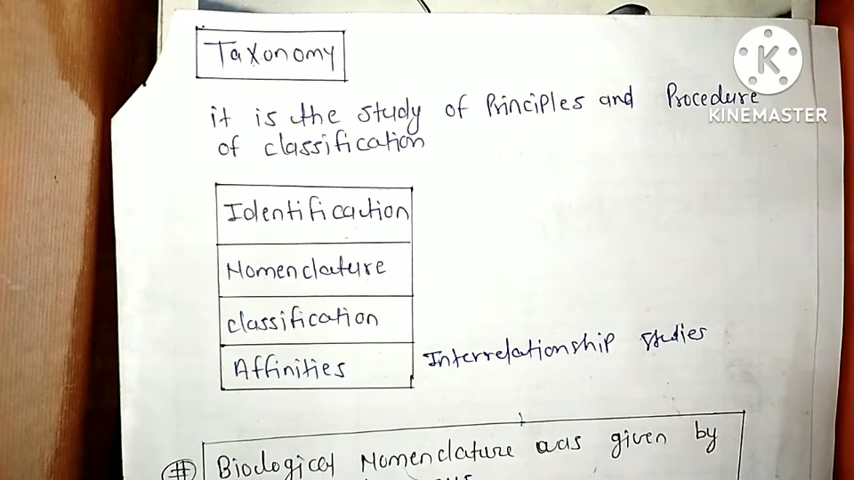 Taxonomy
KINEMASTER
it is the study of Principles and Procedure
of classification
Identification
Nomenclature
classification
Affinities Interrelationship studies
# Biological Nomenclature was given by